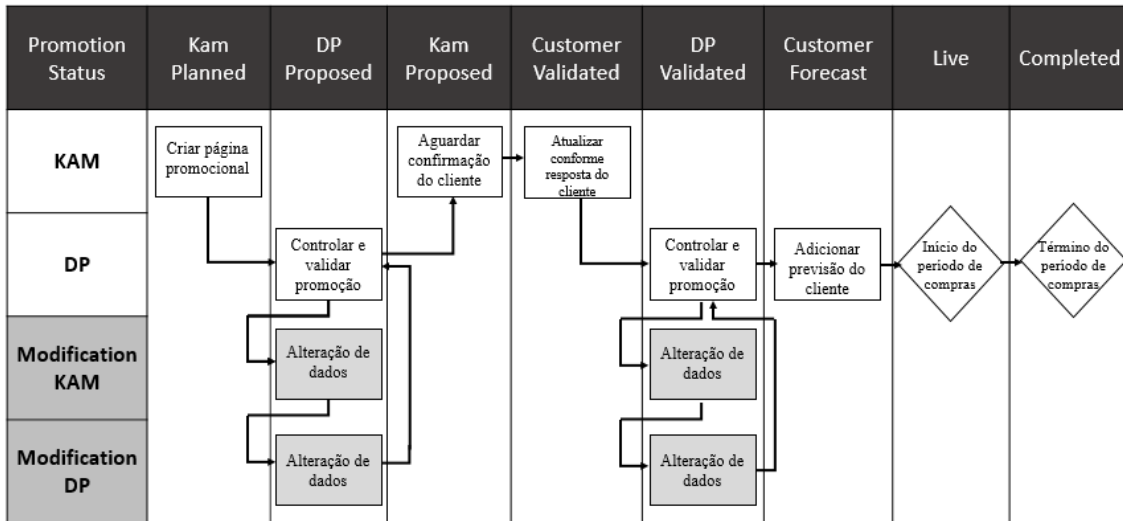 Promotion
Status
Kam
Planned
DP
Proposed
Kam
Proposed
Customer
Validated
DP
Validated
Customer
Forecast
Live
Completed
KAM
Criar página
promocional
Aguardar
confirmação
do cliente
Atualizar
conforme
resposta do
cliente
DP
Controlar e
validar
promoção
Controlar e
validar
promoção
Adicionar
previsão do
cliente
Início do
período de
compras
Término do
período de
compras
Modification
KAM
Alteração de
dados
Alteração de
dados
Modification
DP
Alteração de
dados
Alteração de
dados